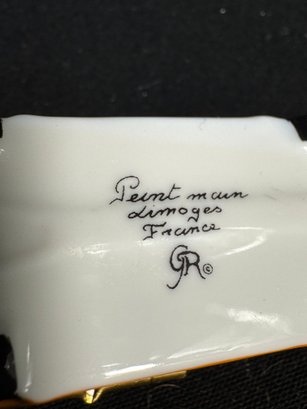 Peint main
Limoges
France
GR ©